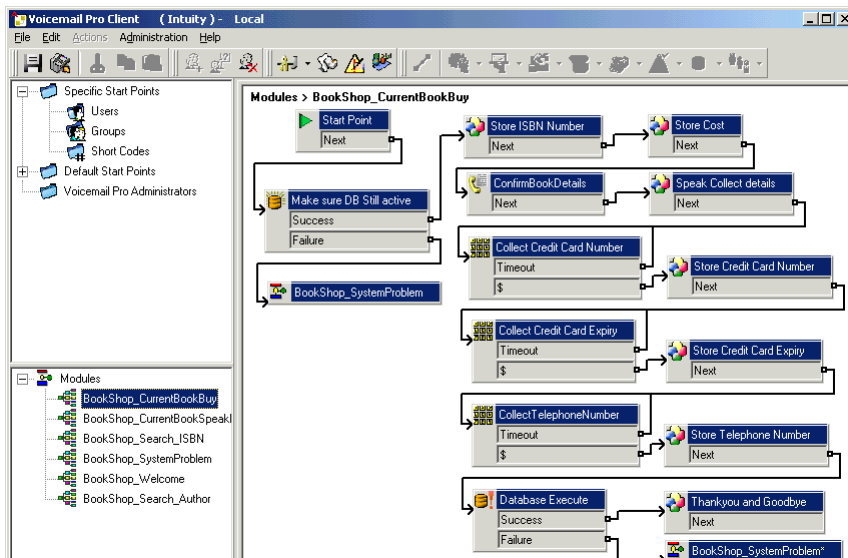 Voicemail Pro Client (Intuity) - Local
File Edit Actions Administration Help
Specific Start Points
Users
Groups
Short Codes
Default Start Points
Voicemail Pro Administrators
Modules
BookShop_CurrentBookBuy
BookShop_CurrentBookSpeakI
BookShop_Search_ISBN
BookShop_SystemProblem
BookShop_Welcome
BookShop_Search_Author
Modules > BookShop_CurrentBookBuy
Start Point
Next
Make sure DB Still active
Success
Failure
BookShop_SystemProblem
Store ISBN Number
Next
Store Cost
Next
ConfirmBookDetails
Next
Speak Collect details
Next
Collect Credit Card Number
Timeout
$
Store Credit Card Number
Next
Collect Credit Card Expiry
Timeout
$
Store Credit Card Expiry
Next
CollectTelephoneNumber
Timeout
$
Store Telephone Number
Next
Database Execute
Success
Failure
Thankyou and Goodbye
Next
BookShop_SystemProblem*